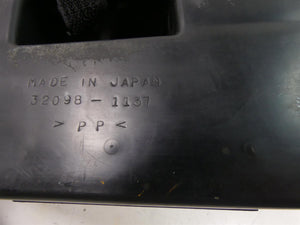 MADE IN JAPAN
32098-1137
> PP <